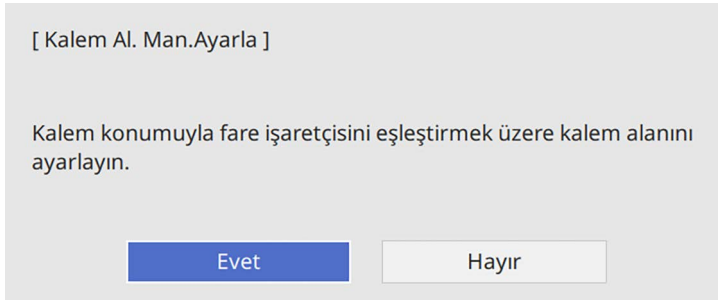 [ Kalem Al. Man.Ayarla ]
Kalem konumuyla fare işaretçisini eşleştirmek üzere kalem alanını
ayarlayın.
Evet
Hayır